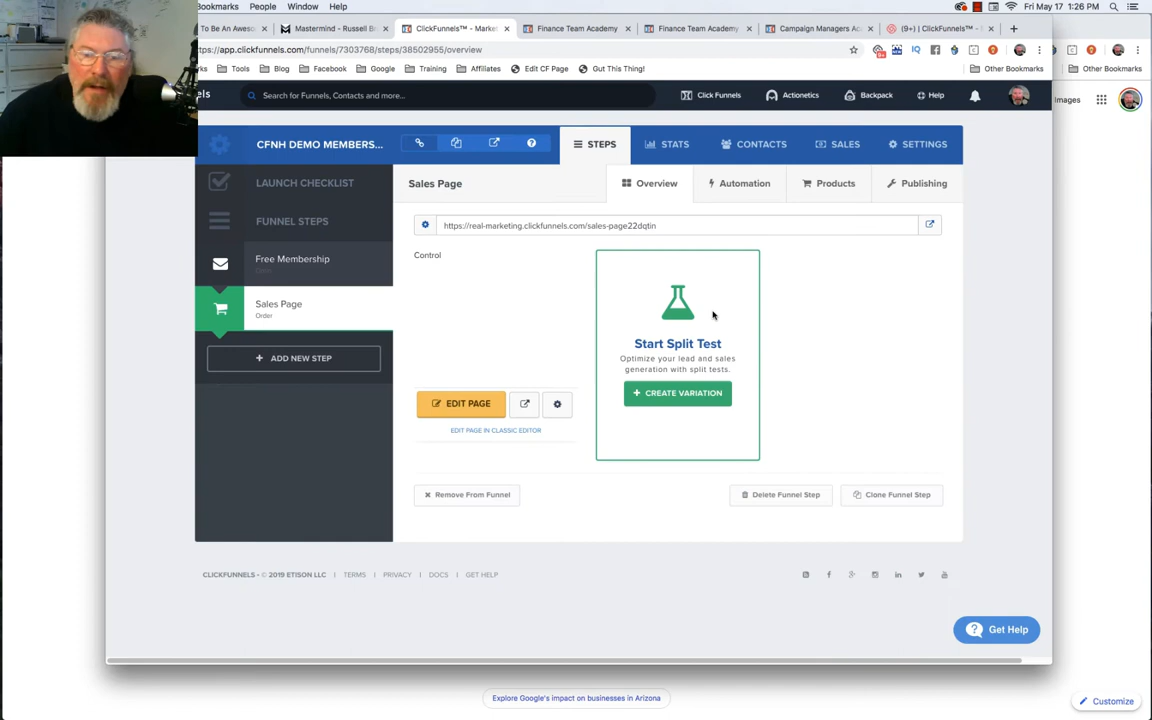 Bookmarks People Window Help
Fri May 17 1:26 PM
To Be An Aweso
Mastermind - Russell Br
ClickFunnels™ - Market
Finance Team Academy
Finance Team Academy
Campaign Managers Aca
(9+) | ClickFunnels™ - S
https://app.clickfunnels.com/funnels/7303768/steps/38502955/overview
Tools Blog Facebook Google Training Affiliates Edit CF Page Gut This Thing! Other Bookmarks Other Bookmarks
Search for Funnels, Contacts and more...
Click Funnels Actionetics Backpack Help
Images
CFNH DEMO MEMBERS...
STEPS STATS CONTACTS SALES SETTINGS
LAUNCH CHECKLIST
FUNNEL STEPS
Free Membership
Sales Page
Order
+ ADD NEW STEP
Sales Page
Overview Automation Products Publishing
https://real-marketing.clickfunnels.com/sales-page22dqtin
Control
Start Split Test
Optimize your lead and sales
generation with split tests.
+ CREATE VARIATION
EDIT PAGE
EDIT PAGE IN CLASSIC EDITOR
Remove From Funnel
Delete Funnel Step
Clone Funnel Step
CLICKFUNNELS - © 2019 ETISON LLC | TERMS | PRIVACY | DOCS | GET HELP
Get Help
Explore Google's impact on businesses in Arizona
Customize